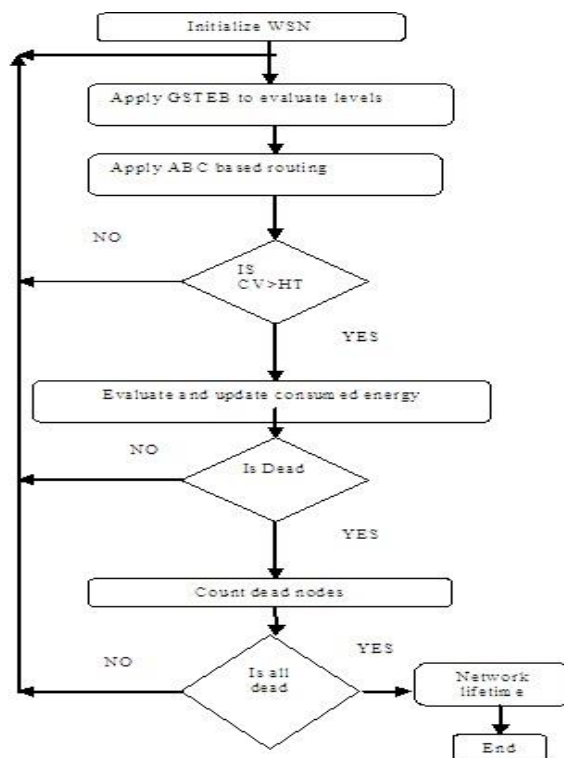 Initialize WSN
Apply GSTEB to evaluate levels
Apply ABC based routing
NO
IS
CV>HT
YES
Evaluate and update consumed energy
NO
Is Dead
YES
Count dead nodes
NO
Is all
dead
YES
Network
lifetime
End